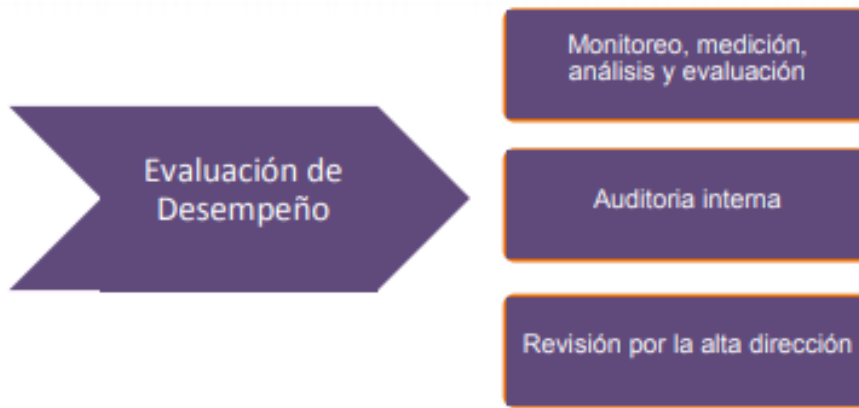 Evaluación de
Desempeño
Monitoreo, medición,
análisis y evaluación
Auditoria interna
Revisión por la alta dirección